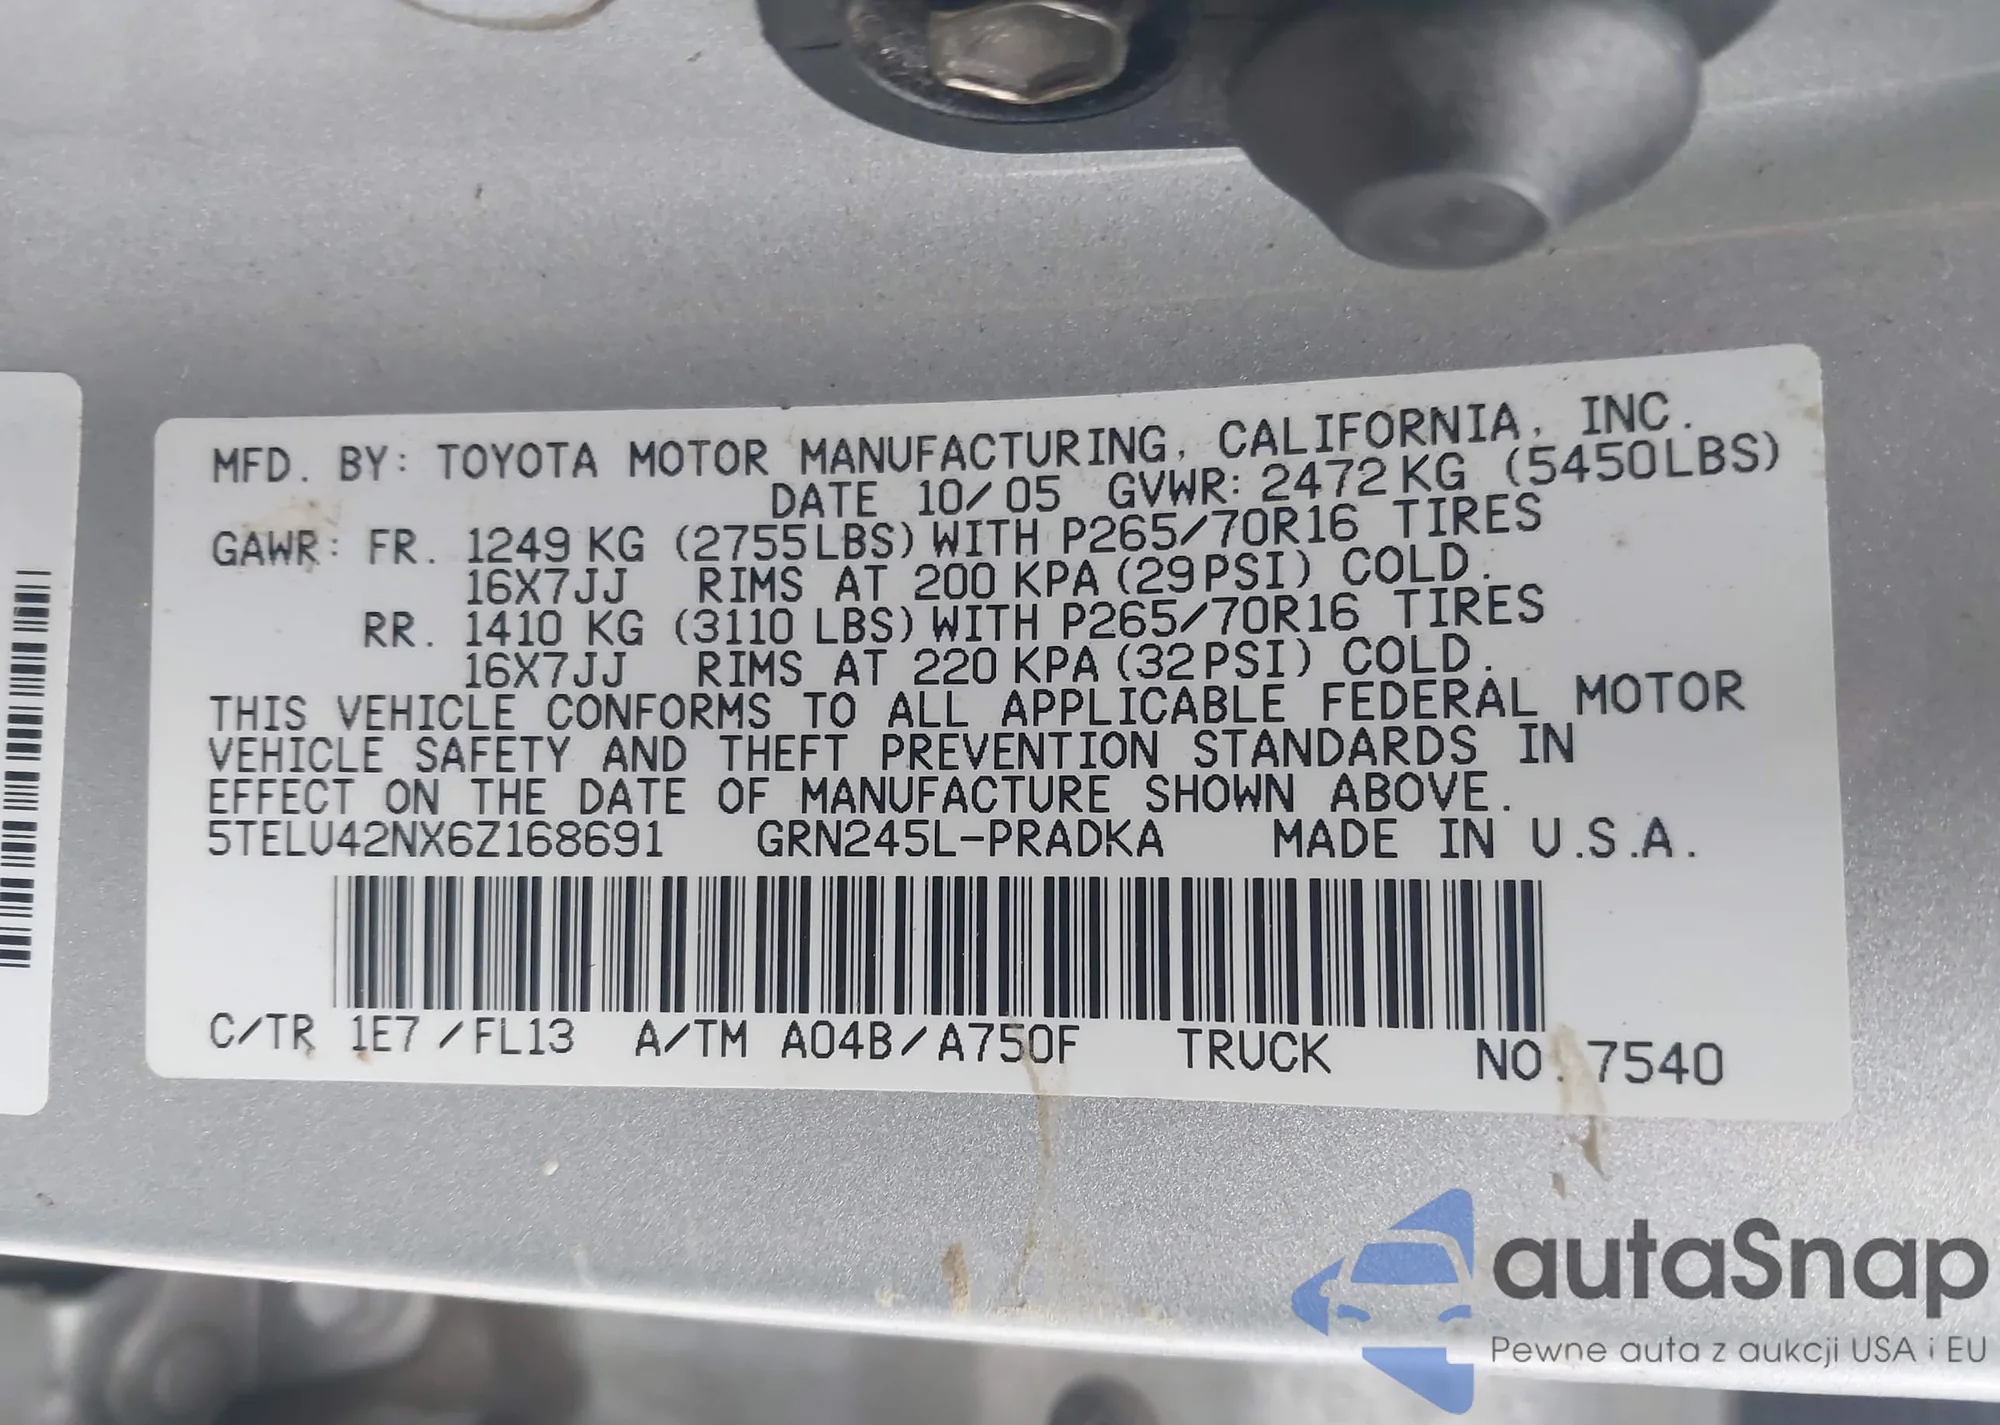 MFD. BY: TOYOTA MOTOR MANUFACTURING, CALIFORNIA, INC.
DATE 10/05 GVWR: 2472KG (5450LBS)
GAWR: FR. 1249 KG (2755LBS) WITH P265/70R16 TIRES
16X7JJ RIMS AT 200 KPA (29PSI) COLD.
RR. 1410 KG (3110 LBS) WITH P265/70R16 TIRES
16X7JJ RIMS AT 220 KPA (32PSI) COLD.
THIS VEHICLE CONFORMS TO ALL APPLICABLE FEDERAL MOTOR
VEHICLE SAFETY AND THEFT PREVENTION STANDARDS IN
EFFECT ON THE DATE OF MANUFACTURE SHOWN ABOVE.
5TELU42NX6Z168691 GRN245L-PRADKA MADE IN U.S.A.
C/TR 1E7/FL13 A/TM A04B/A750F TRUCK NO. 7540
autaSnap
Pewne auta z aukcji USA i EU